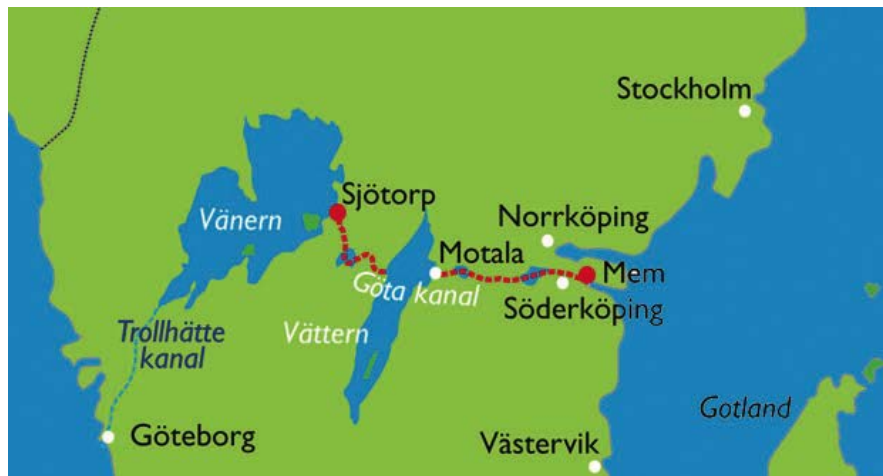 Stockholm
Sjötorp
Vänern
Norrköping
Motala
Mem
Göta kanal
Söderköping
Trollhätte
kanal
Vättern
Gotland
Göteborg
Västervik